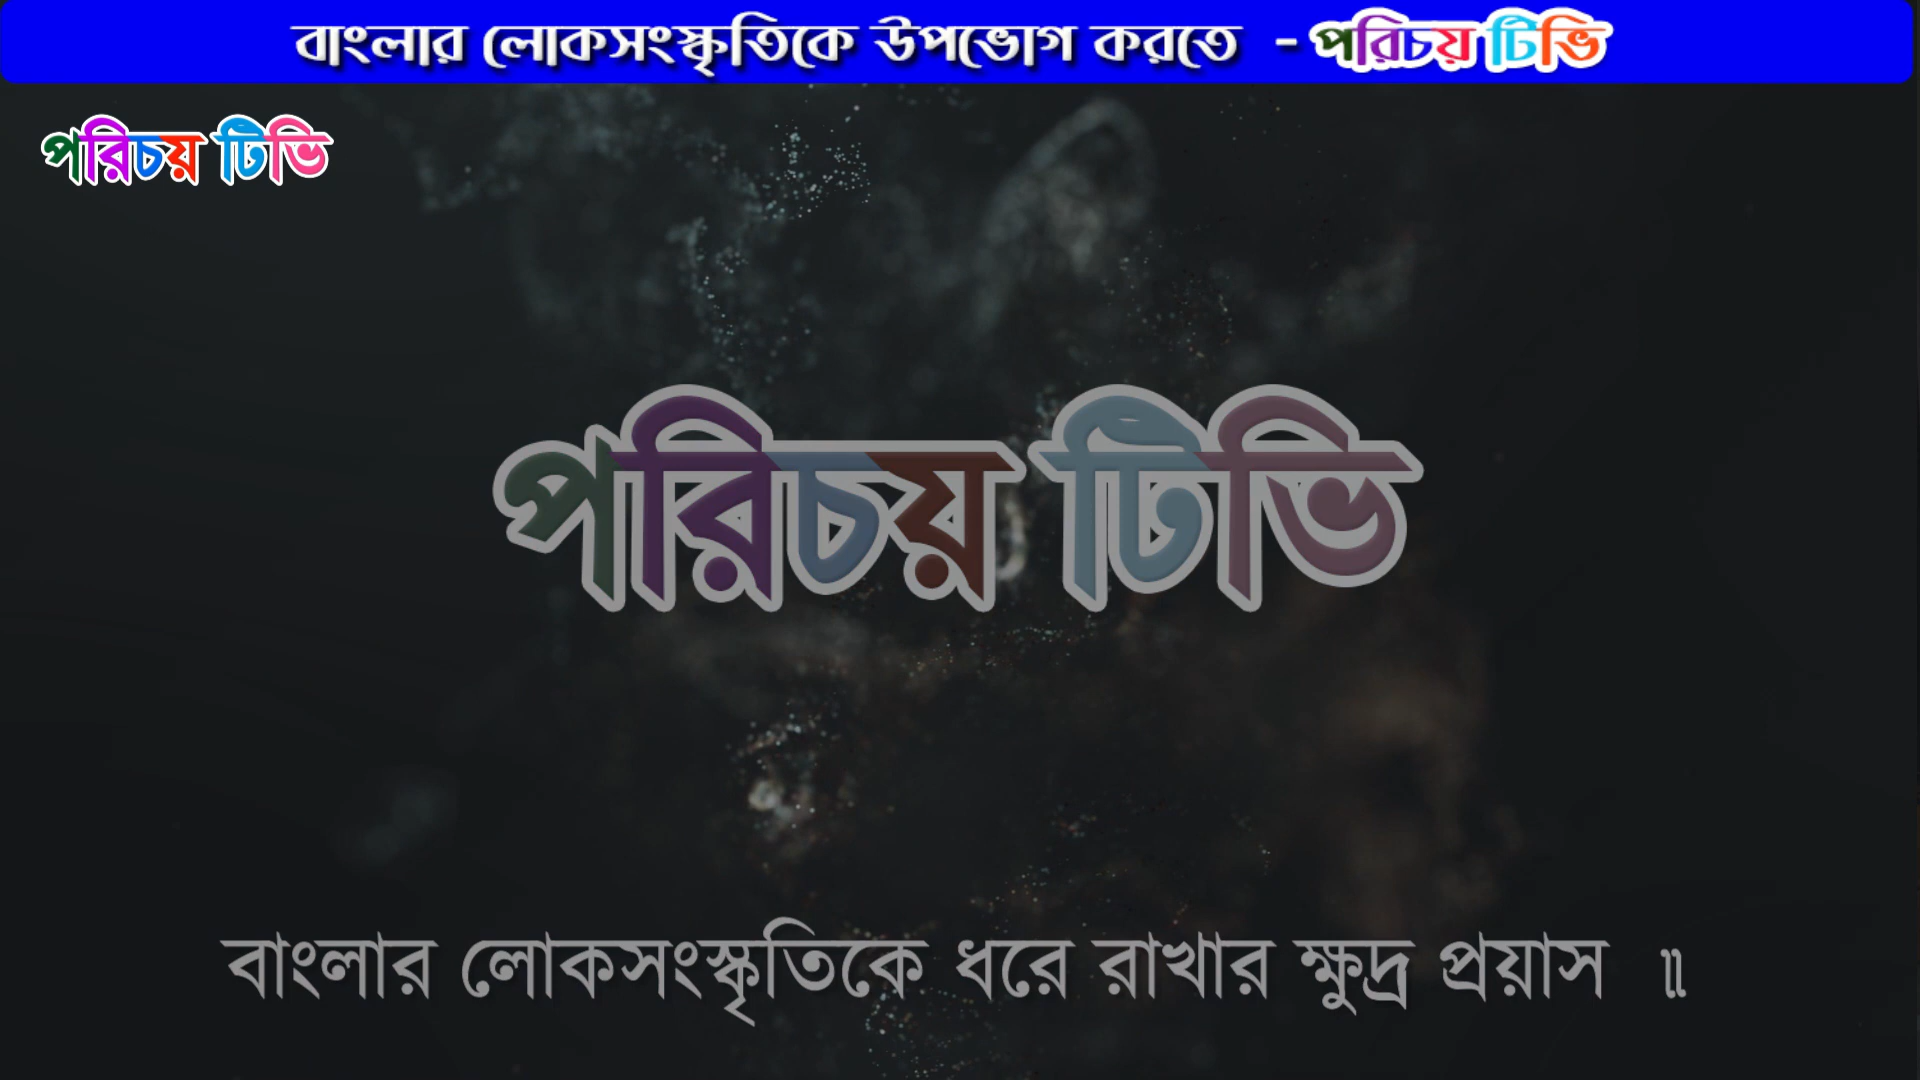 বাংলার লোকসংস্কৃতিকে উপভোগ করতে - পরিচয় টিভি
পরিচয় টিভি
পরিচয় টিভি
বাংলার লোকসংস্কৃতিকে ধরে রাখার ক্ষুদ্র প্রয়াস ॥